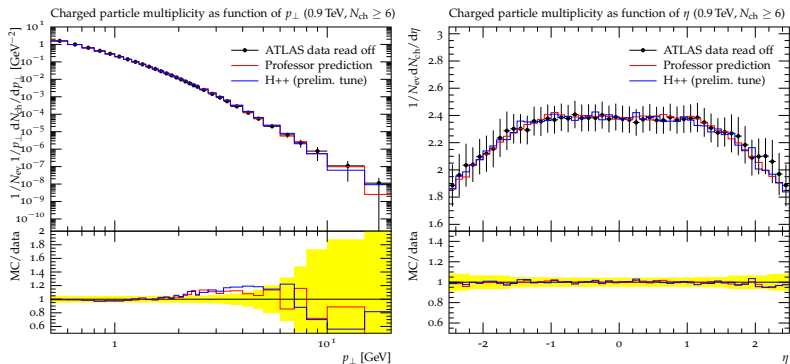 Charged particle multiplicity as function of p⊥ (0.9 TeV, Nch ≥ 6)
1/Nev 1/p⊥ dNch/dp⊥ [GeV⁻²]
10¹
1
10⁻¹
10⁻²
10⁻³
10⁻⁴
10⁻⁵
10⁻⁶
10⁻⁷
10⁻⁸
10⁻⁹
10⁻¹⁰
ATLAS data read off
Professor prediction
H++ (prelim. tune)
MC/data
2
1.8
1.6
1.4
1.2
1
0.8
0.6
1
10¹
p⊥ [GeV]
Charged particle multiplicity as function of η (0.9 TeV, Nch ≥ 6)
1/Nev dNch/dη
3
2.8
2.6
2.4
2.2
2
1.8
1.6
ATLAS data read off
Professor prediction
H++ (prelim. tune)
MC/data
1.4
1.2
1.0
0.8
0.6
-2
-1
0
1
2
η